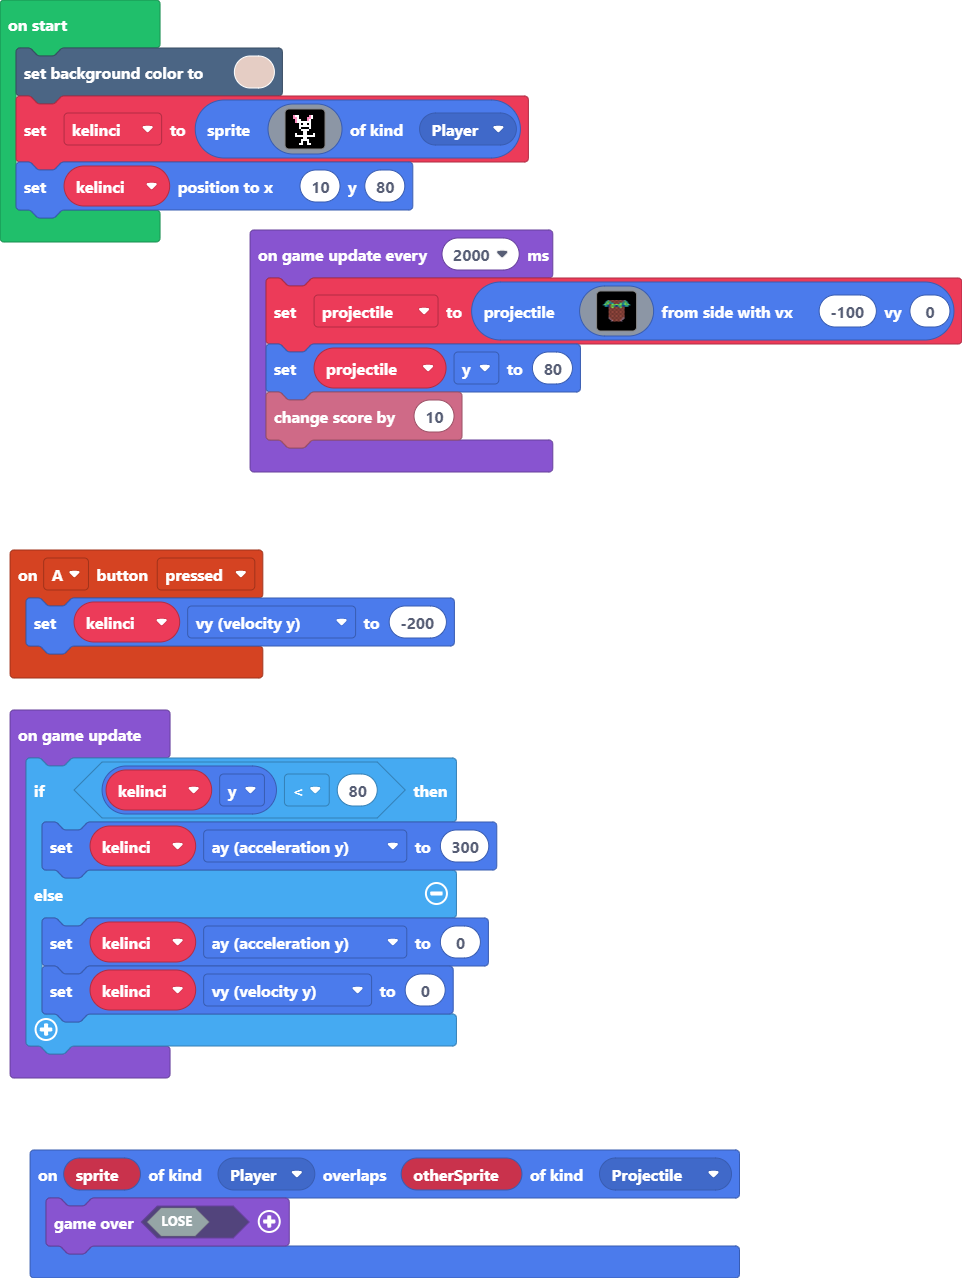 on start
set background color to
set kelinci to sprite of kind Player
set kelinci position to x 10 y 80
on game update every 2000 ms
set projectile to projectile from side with vx -100 vy 0
set projectile y to 80
change score by 10
on A button pressed
set kelinci vy (velocity y) to -200
on game update
if kelinci y < 80 then
set kelinci ay (acceleration y) to 300
else
set kelinci ay (acceleration y) to 0
set kelinci vy (velocity y) to 0
on sprite of kind Player overlaps otherSprite of kind Projectile
game over LOSE